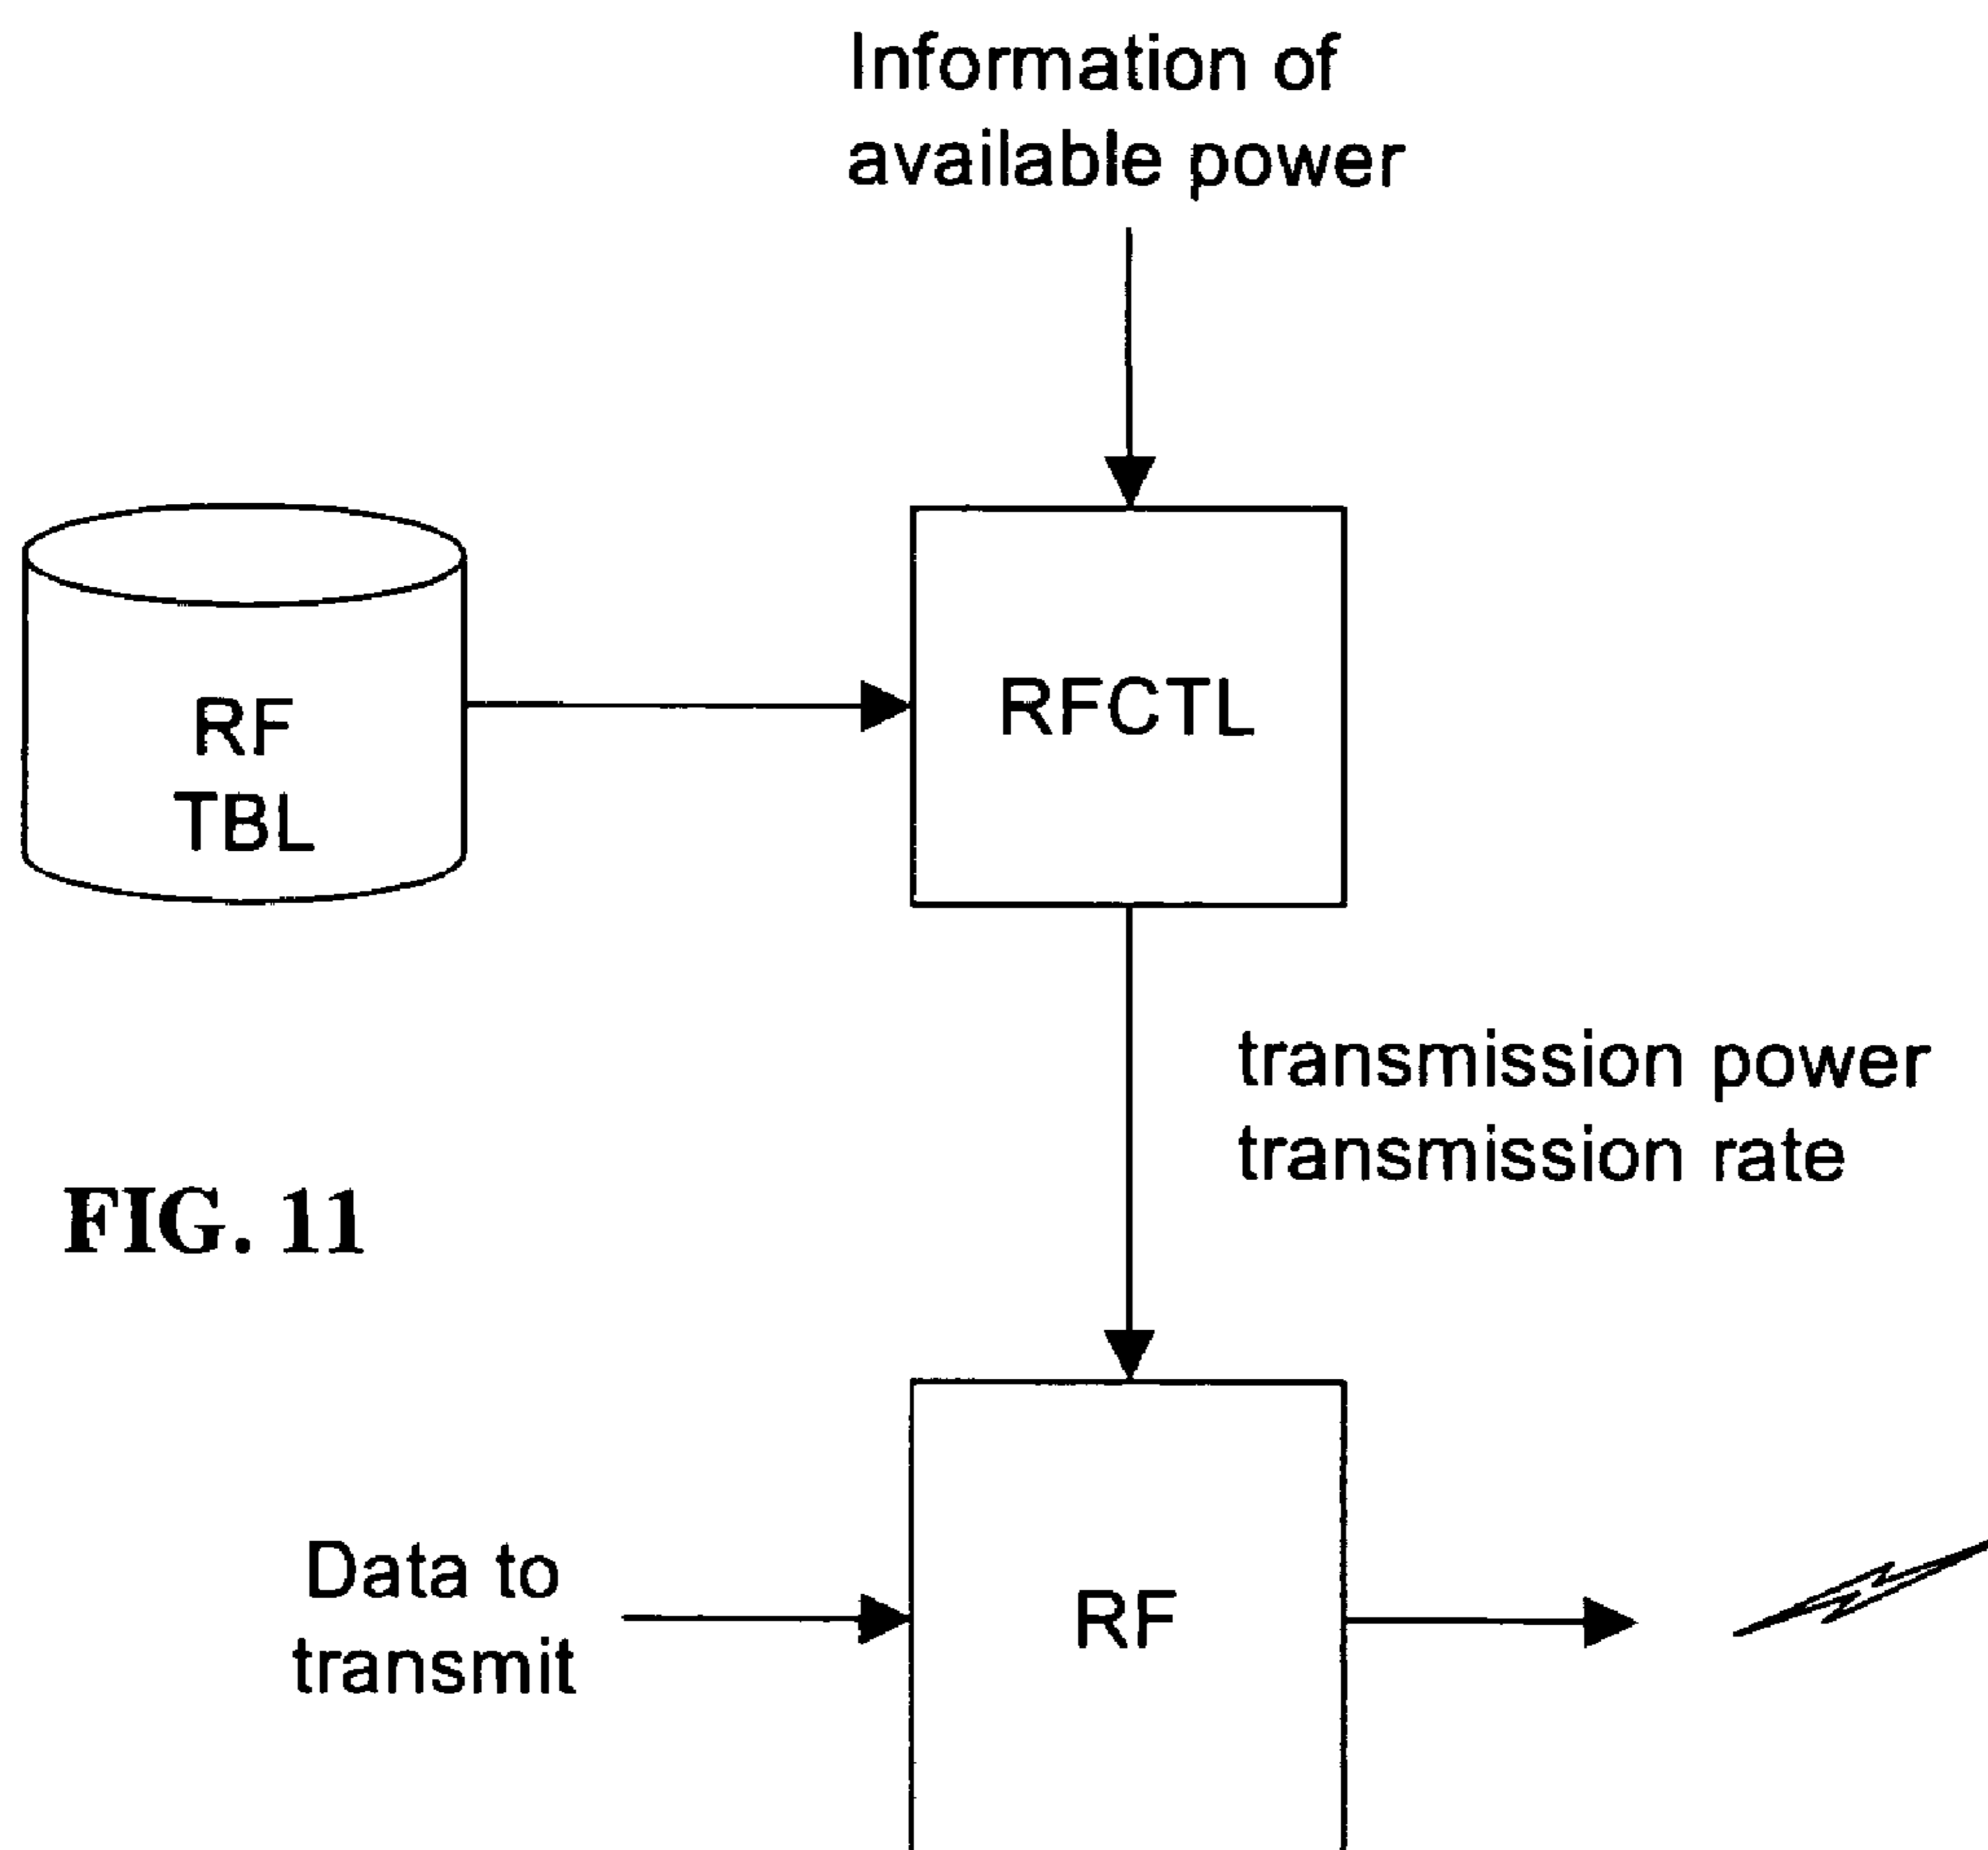 Information of
available power
RFCTL
RF
TBL
transmission power
transmission rate
FIG. 11
Data to
transmit
RF